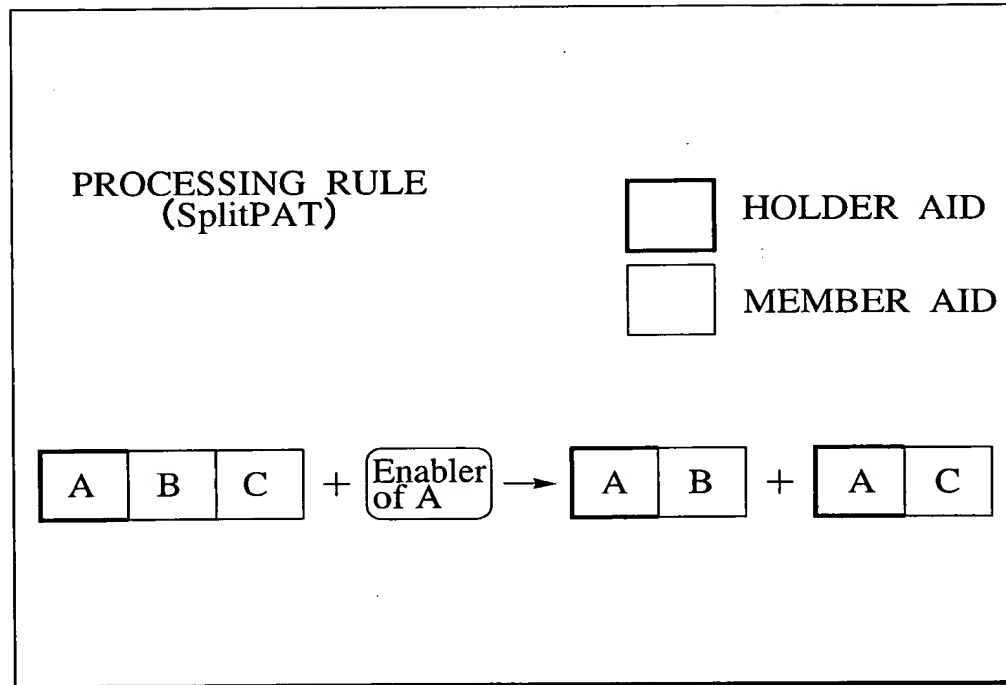 PROCESSING RULE
(SplitPAT)
HOLDER AID
MEMBER AID
A B C + Enabler of A → A B + A C